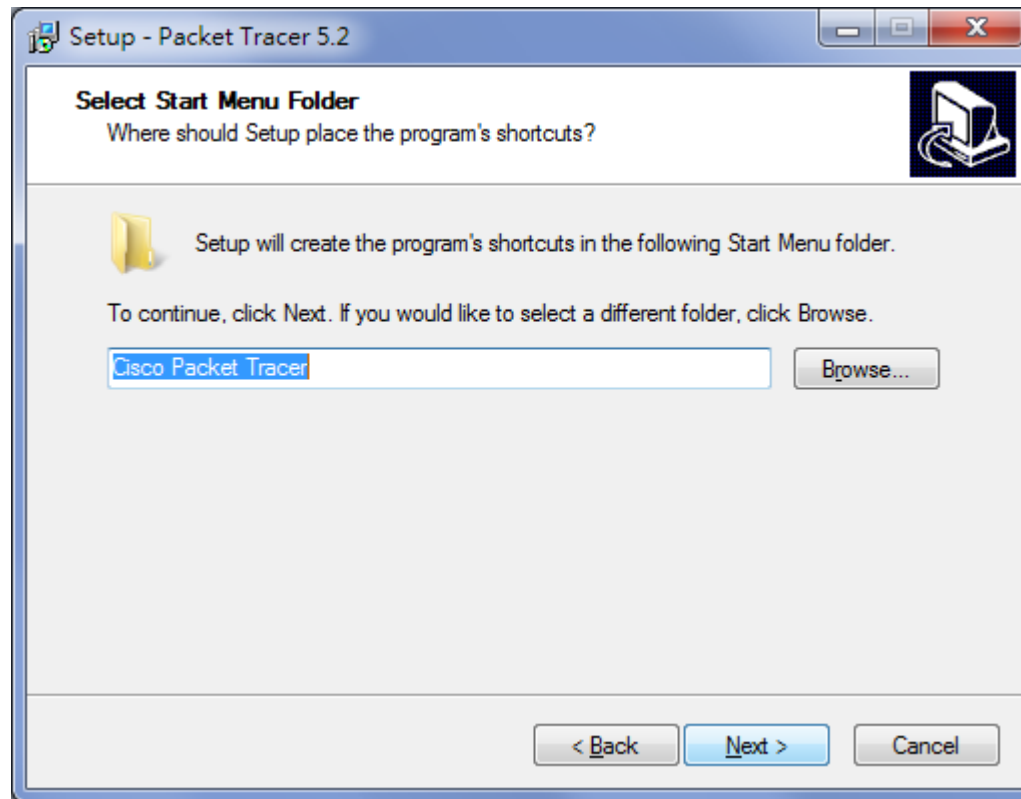 Setup - Packet Tracer 5.2
Select Start Menu Folder
Where should Setup place the program's shortcuts?
Setup will create the program's shortcuts in the following Start Menu folder.
To continue, click Next. If you would like to select a different folder, click Browse.
Cisco Packet Tracer
Browse...
< Back
Next >
Cancel